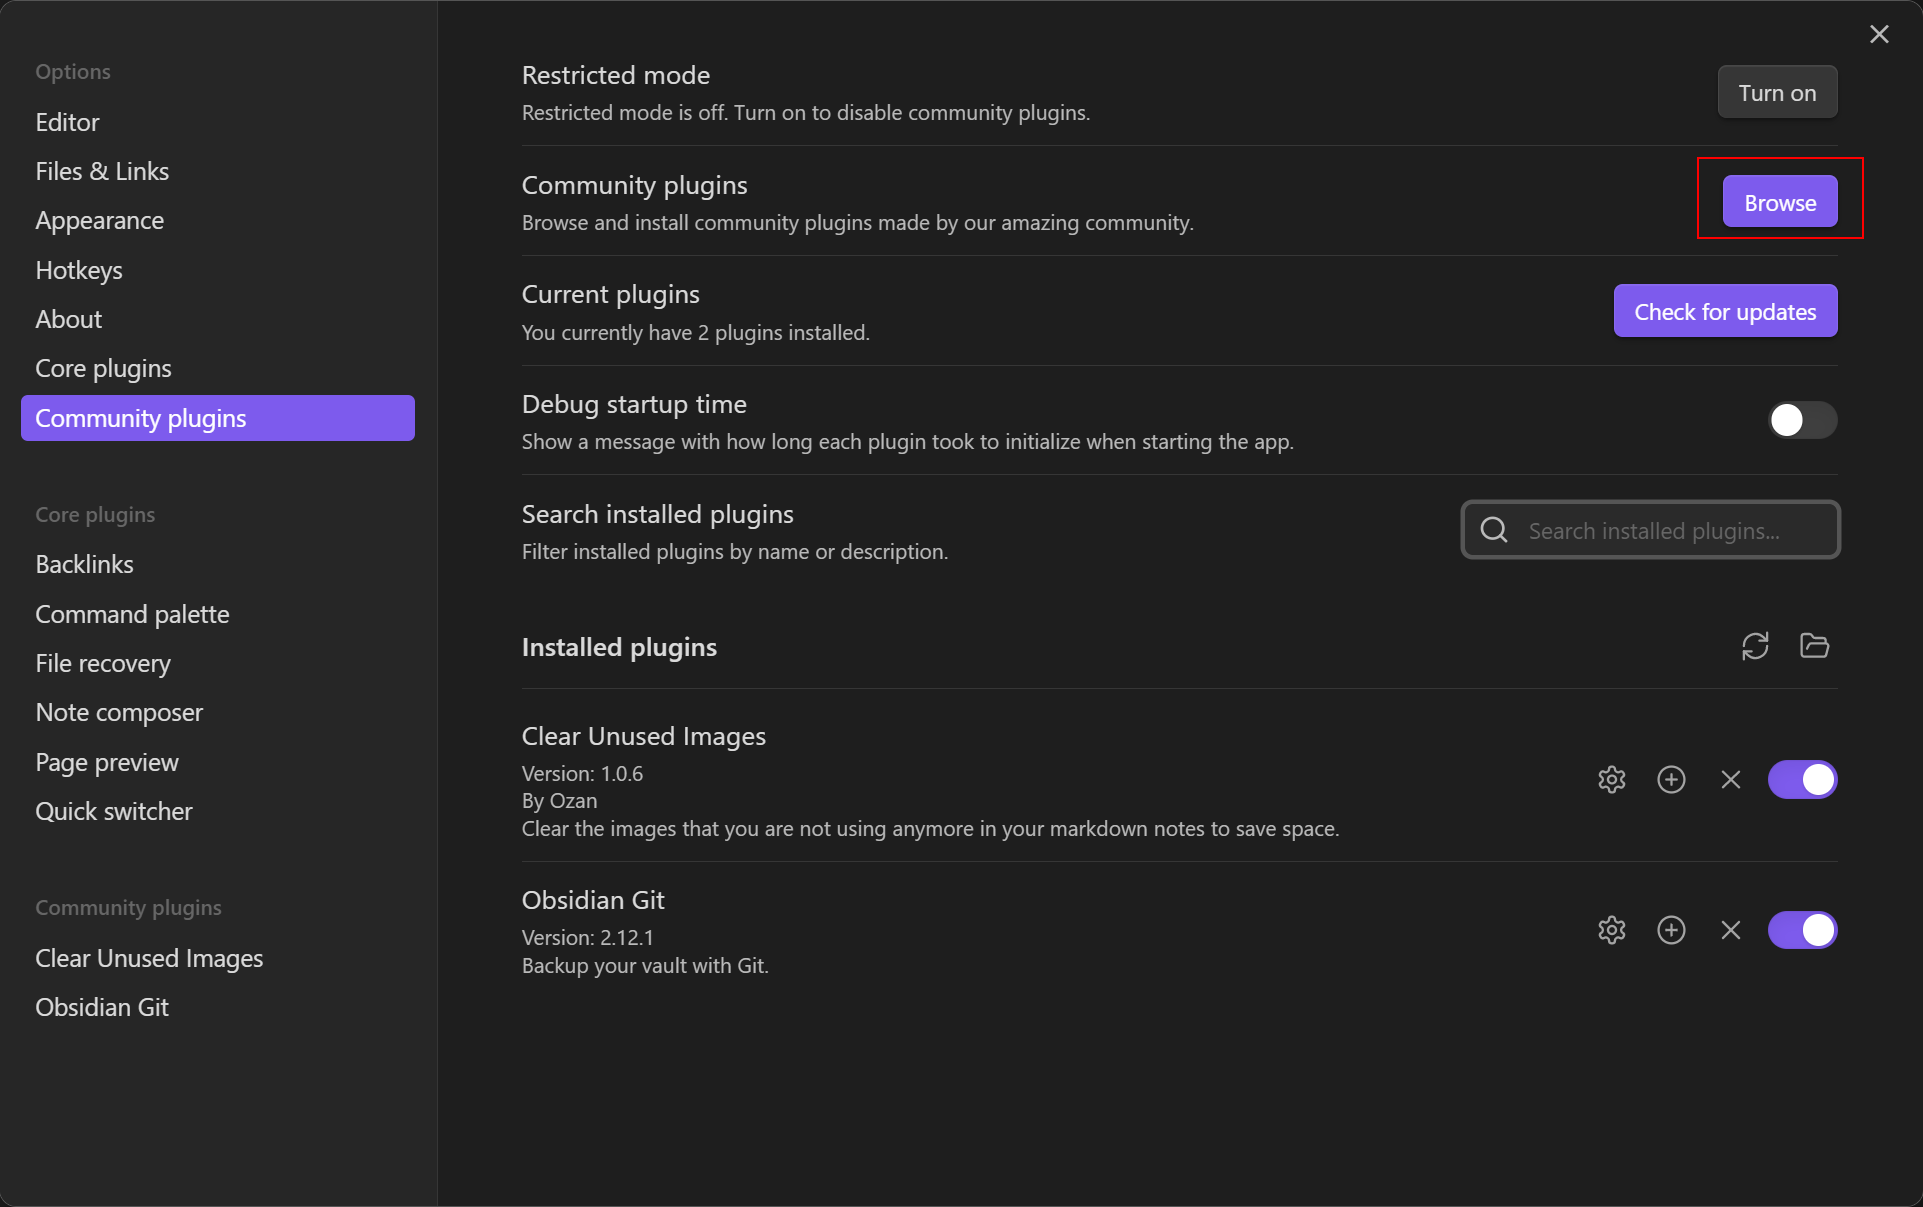 Options
Editor
Files & Links
Appearance
Hotkeys
About
Core plugins
Community plugins
Core plugins
Backlinks
Command palette
File recovery
Note composer
Page preview
Quick switcher
Community plugins
Clear Unused Images
Obsidian Git
Restricted mode
Restricted mode is off. Turn on to disable community plugins.
Turn on
Community plugins
Browse and install community plugins made by our amazing community.
Browse
Current plugins
You currently have 2 plugins installed.
Check for updates
Debug startup time
Show a message with how long each plugin took to initialize when starting the app.
Search installed plugins
Filter installed plugins by name or description.
Search installed plugins...
Installed plugins
Clear Unused Images
Version: 1.0.6
By Ozan
Clear the images that you are not using anymore in your markdown notes to save space.
Obsidian Git
Version: 2.12.1
Backup your vault with Git.